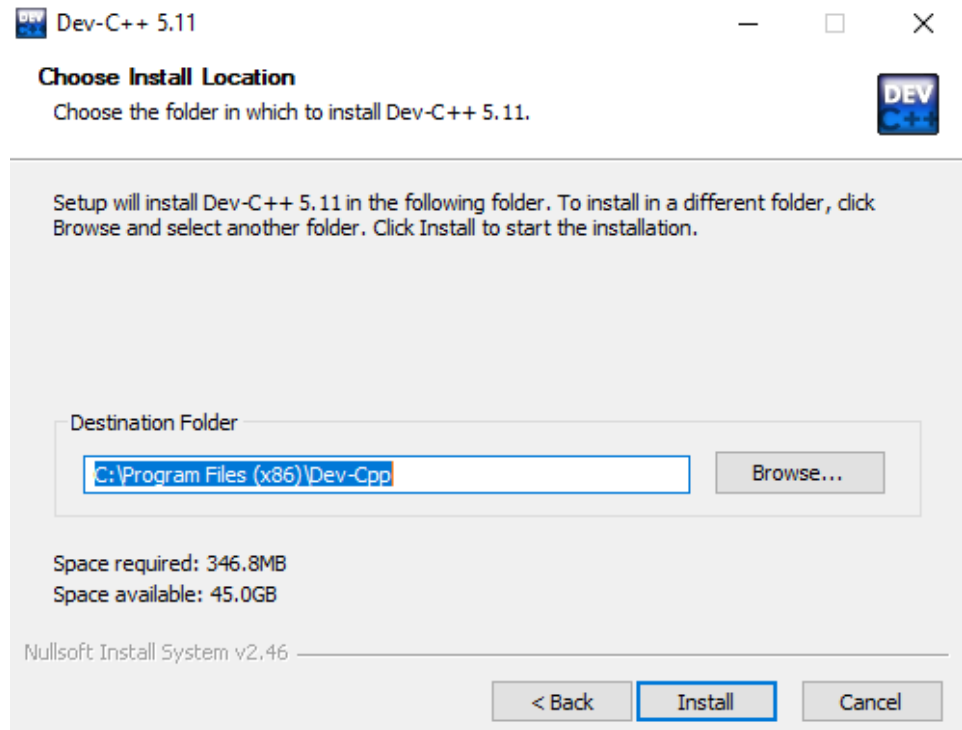 DEV C++ Dev-C++ 5.11
Choose Install Location
Choose the folder in which to install Dev-C++ 5.11.
DEV
C++
Setup will install Dev-C++ 5.11 in the following folder. To install in a different folder, click
Browse and select another folder. Click Install to start the installation.
Destination Folder
C:\Program Files (x86)\Dev-Cpp
Browse...
Space required: 346.8MB
Space available: 45.0GB
Nullsoft Install System v2.46
< Back Install Cancel